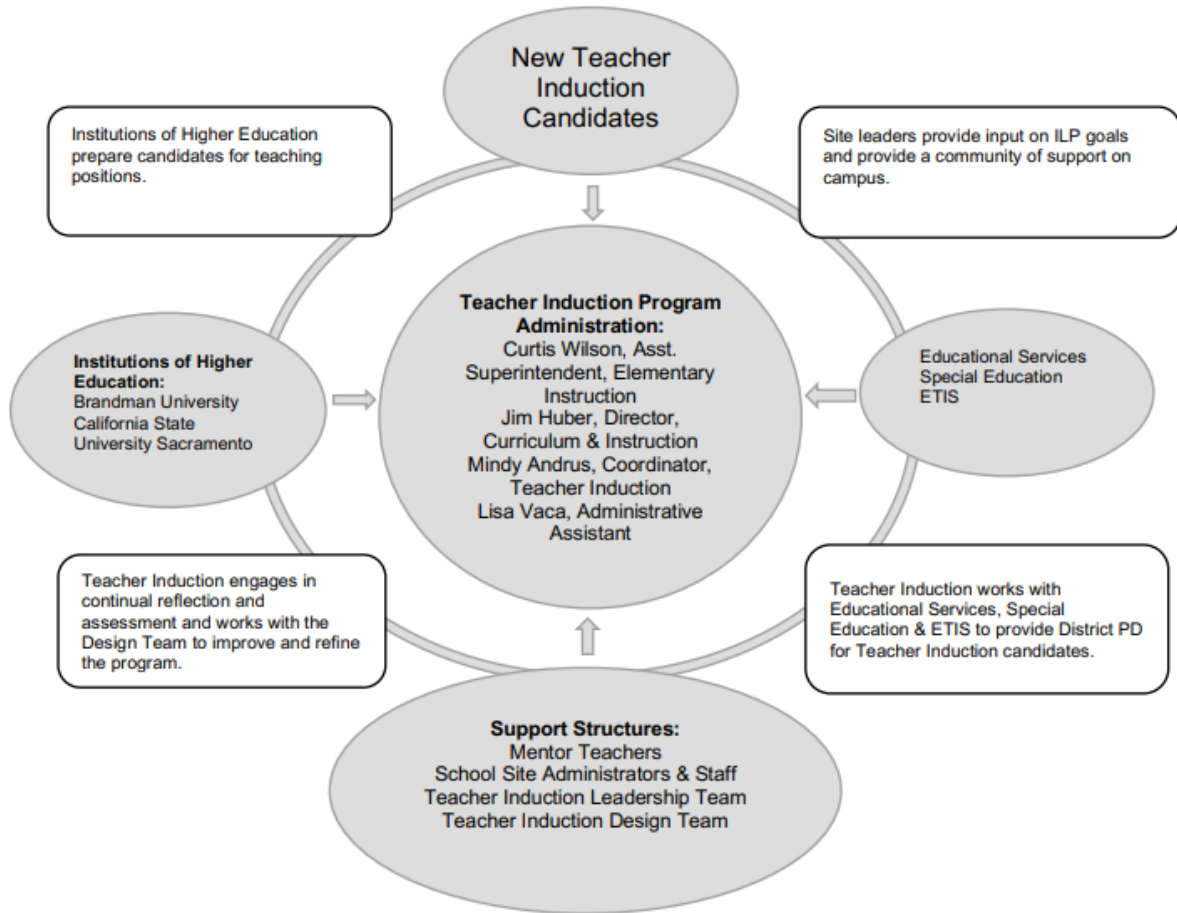 New Teacher
Induction
Candidates
Institutions of Higher Education
prepare candidates for teaching
positions.
Site leaders provide input on ILP goals
and provide a community of support on
campus.
Teacher Induction Program
Administration:
Curtis Wilson, Asst.
Superintendent, Elementary
Instruction
Jim Huber, Director,
Curriculum & Instruction
Mindy Andrus, Coordinator,
Teacher Induction
Lisa Vaca, Administrative
Assistant
Institutions of Higher
Education:
Brandman University
California State
University Sacramento
Educational Services
Special Education
ETIS
Teacher Induction engages in
continual reflection and
assessment and works with the
Design Team to improve and refine
the program.
Teacher Induction works with
Educational Services, Special
Education & ETIS to provide District PD
for Teacher Induction candidates.
Support Structures:
Mentor Teachers
School Site Administrators & Staff
Teacher Induction Leadership Team
Teacher Induction Design Team